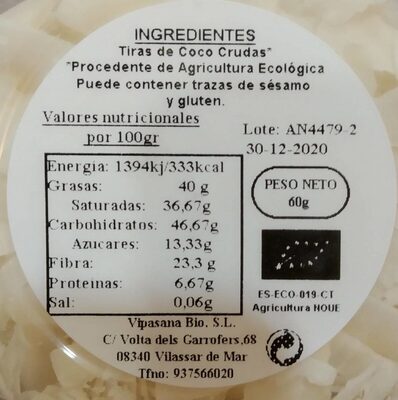 INGREDIENTES
Tiras de Coco Crudas*
*Procedente de Agricultura Ecológica
Puede contener trazas de sésamo
y gluten.
Valores nutricionales
por 100gr
Lote: AN4479-2
30-12-2020
Energia: 1394kj/333kcal
Grasas: 40 g
Saturadas: 36,67g
Carbohidratos: 46,67g
Azucares: 13,33g
Fibra: 23,3 g
Proteinas: 6,67g
Sal: 0,06g
PESO NETO
60g
ES-ECO-019-CT
Agricultura NOUE
Vipasana Bio, S.L.
C/ Volta dels Garrofers,68
08340 Vilassar de Mar
Tfno: 937566020